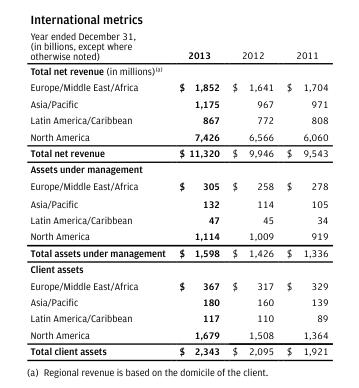 International metrics
Year ended December 31,
(in billions, except where
otherwise noted) 2013 2012 2011
Total net revenue (in millions)(a)
Europe/Middle East/Africa $ 1,852 $ 1,641 $ 1,704
Asia/Pacific 1,175 967 971
Latin America/Caribbean 867 772 808
North America 7,426 6,566 6,060
Total net revenue $ 11,320 $ 9,946 $ 9,543
Assets under management
Europe/Middle East/Africa $ 305 $ 258 $ 278
Asia/Pacific 132 114 105
Latin America/Caribbean 47 45 34
North America 1,114 1,009 919
Total assets under management $ 1,598 $ 1,426 $ 1,336
Client assets
Europe/Middle East/Africa $ 367 $ 317 $ 329
Asia/Pacific 180 160 139
Latin America/Caribbean 117 110 89
North America 1,679 1,508 1,364
Total client assets $ 2,343 $ 2,095 $ 1,921
(a) Regional revenue is based on the domicile of the client.